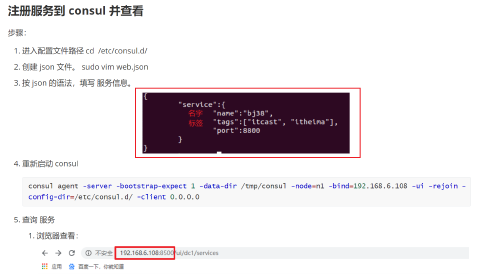 注册服务到 consul 并查看
步骤：
1. 进入配置文件路径 cd /etc/consul.d/
2. 创建 json 文件。 sudo vim web.json
3. 按 json 的语法，填写 服务信息。
{
"service":{
名字 "name":"bj38",
标签 "tags":["itcast", "itheima"],
"port":8800
}
}
4. 重新启动 consul
consul agent -server -bootstrap-expect 1 -data-dir /tmp/consul -node=n1 -bind=192.168.6.108 -ui -rejoin -
config-dir=/etc/consul.d/ -client 0.0.0.0
5. 查询 服务
1. 浏览器查看：
不安全 192.168.6.108:8500/ui/dc1/services
应用 百度一下，你就知道